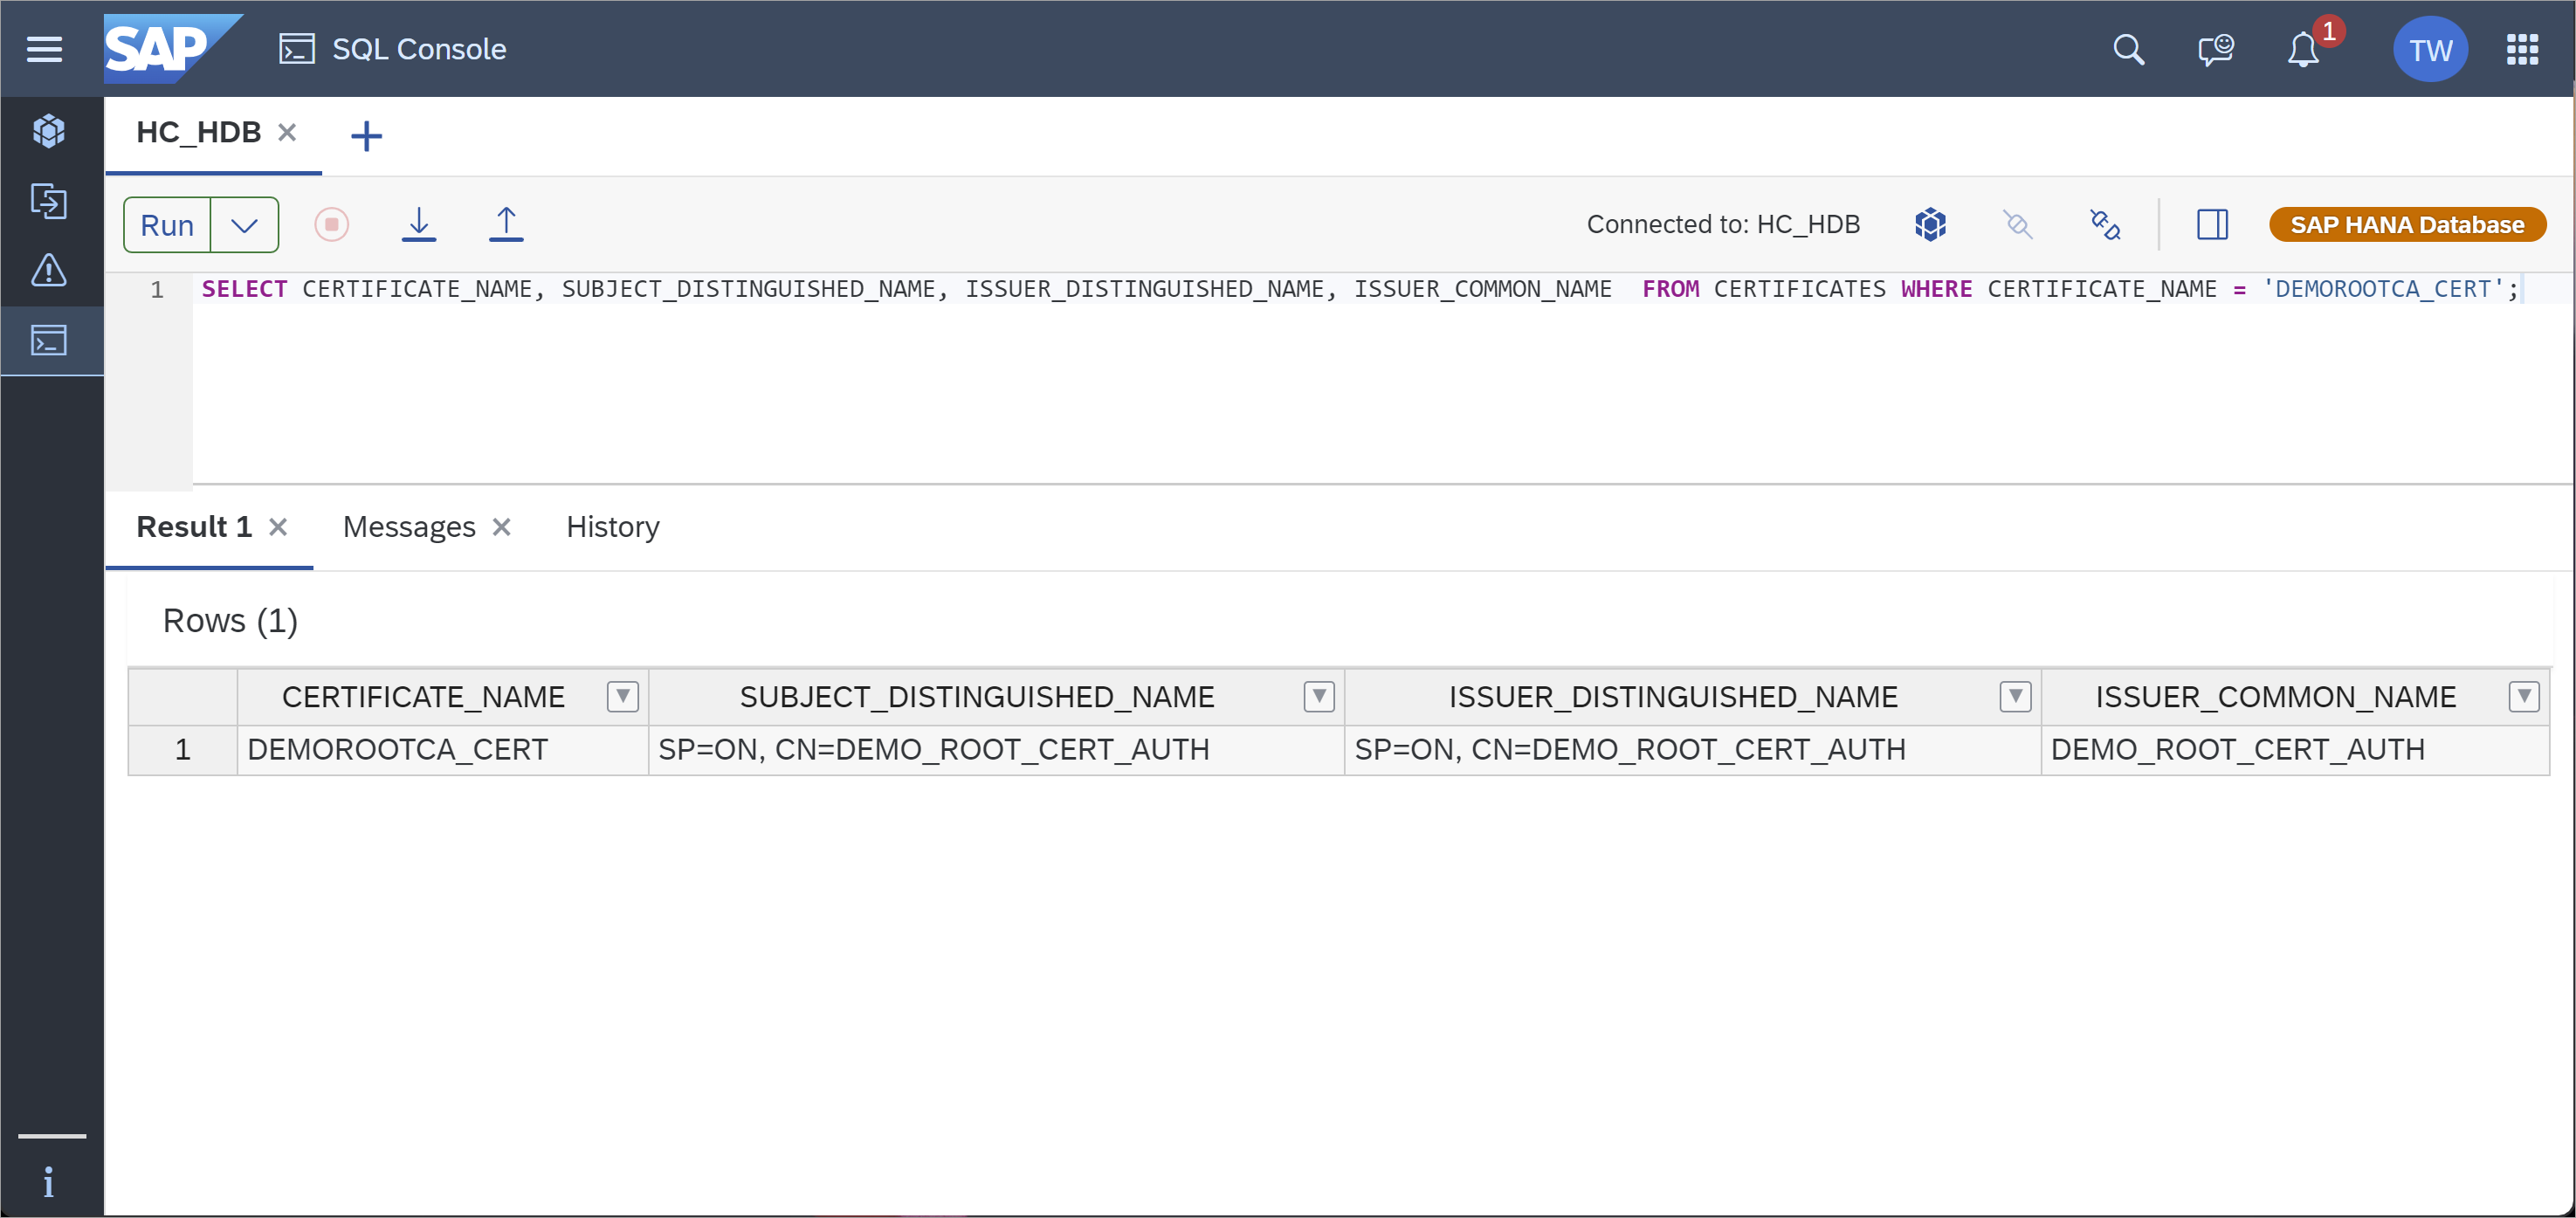 SAP SQL Console 1 TW
HC_HDB
Run Connected to: HC_HDB SAP HANA Database
1 SELECT CERTIFICATE_NAME, SUBJECT_DISTINGUISHED_NAME, ISSUER_DISTINGUISHED_NAME, ISSUER_COMMON_NAME  FROM CERTIFICATES WHERE CERTIFICATE_NAME = 'DEMOROOTCA_CERT';
Result 1 Messages History
Rows (1)
CERTIFICATE_NAME SUBJECT_DISTINGUISHED_NAME ISSUER_DISTINGUISHED_NAME ISSUER_COMMON_NAME
1 DEMOROOTCA_CERT SP=ON, CN=DEMO_ROOT_CERT_AUTH SP=ON, CN=DEMO_ROOT_CERT_AUTH DEMO_ROOT_CERT_AUTH